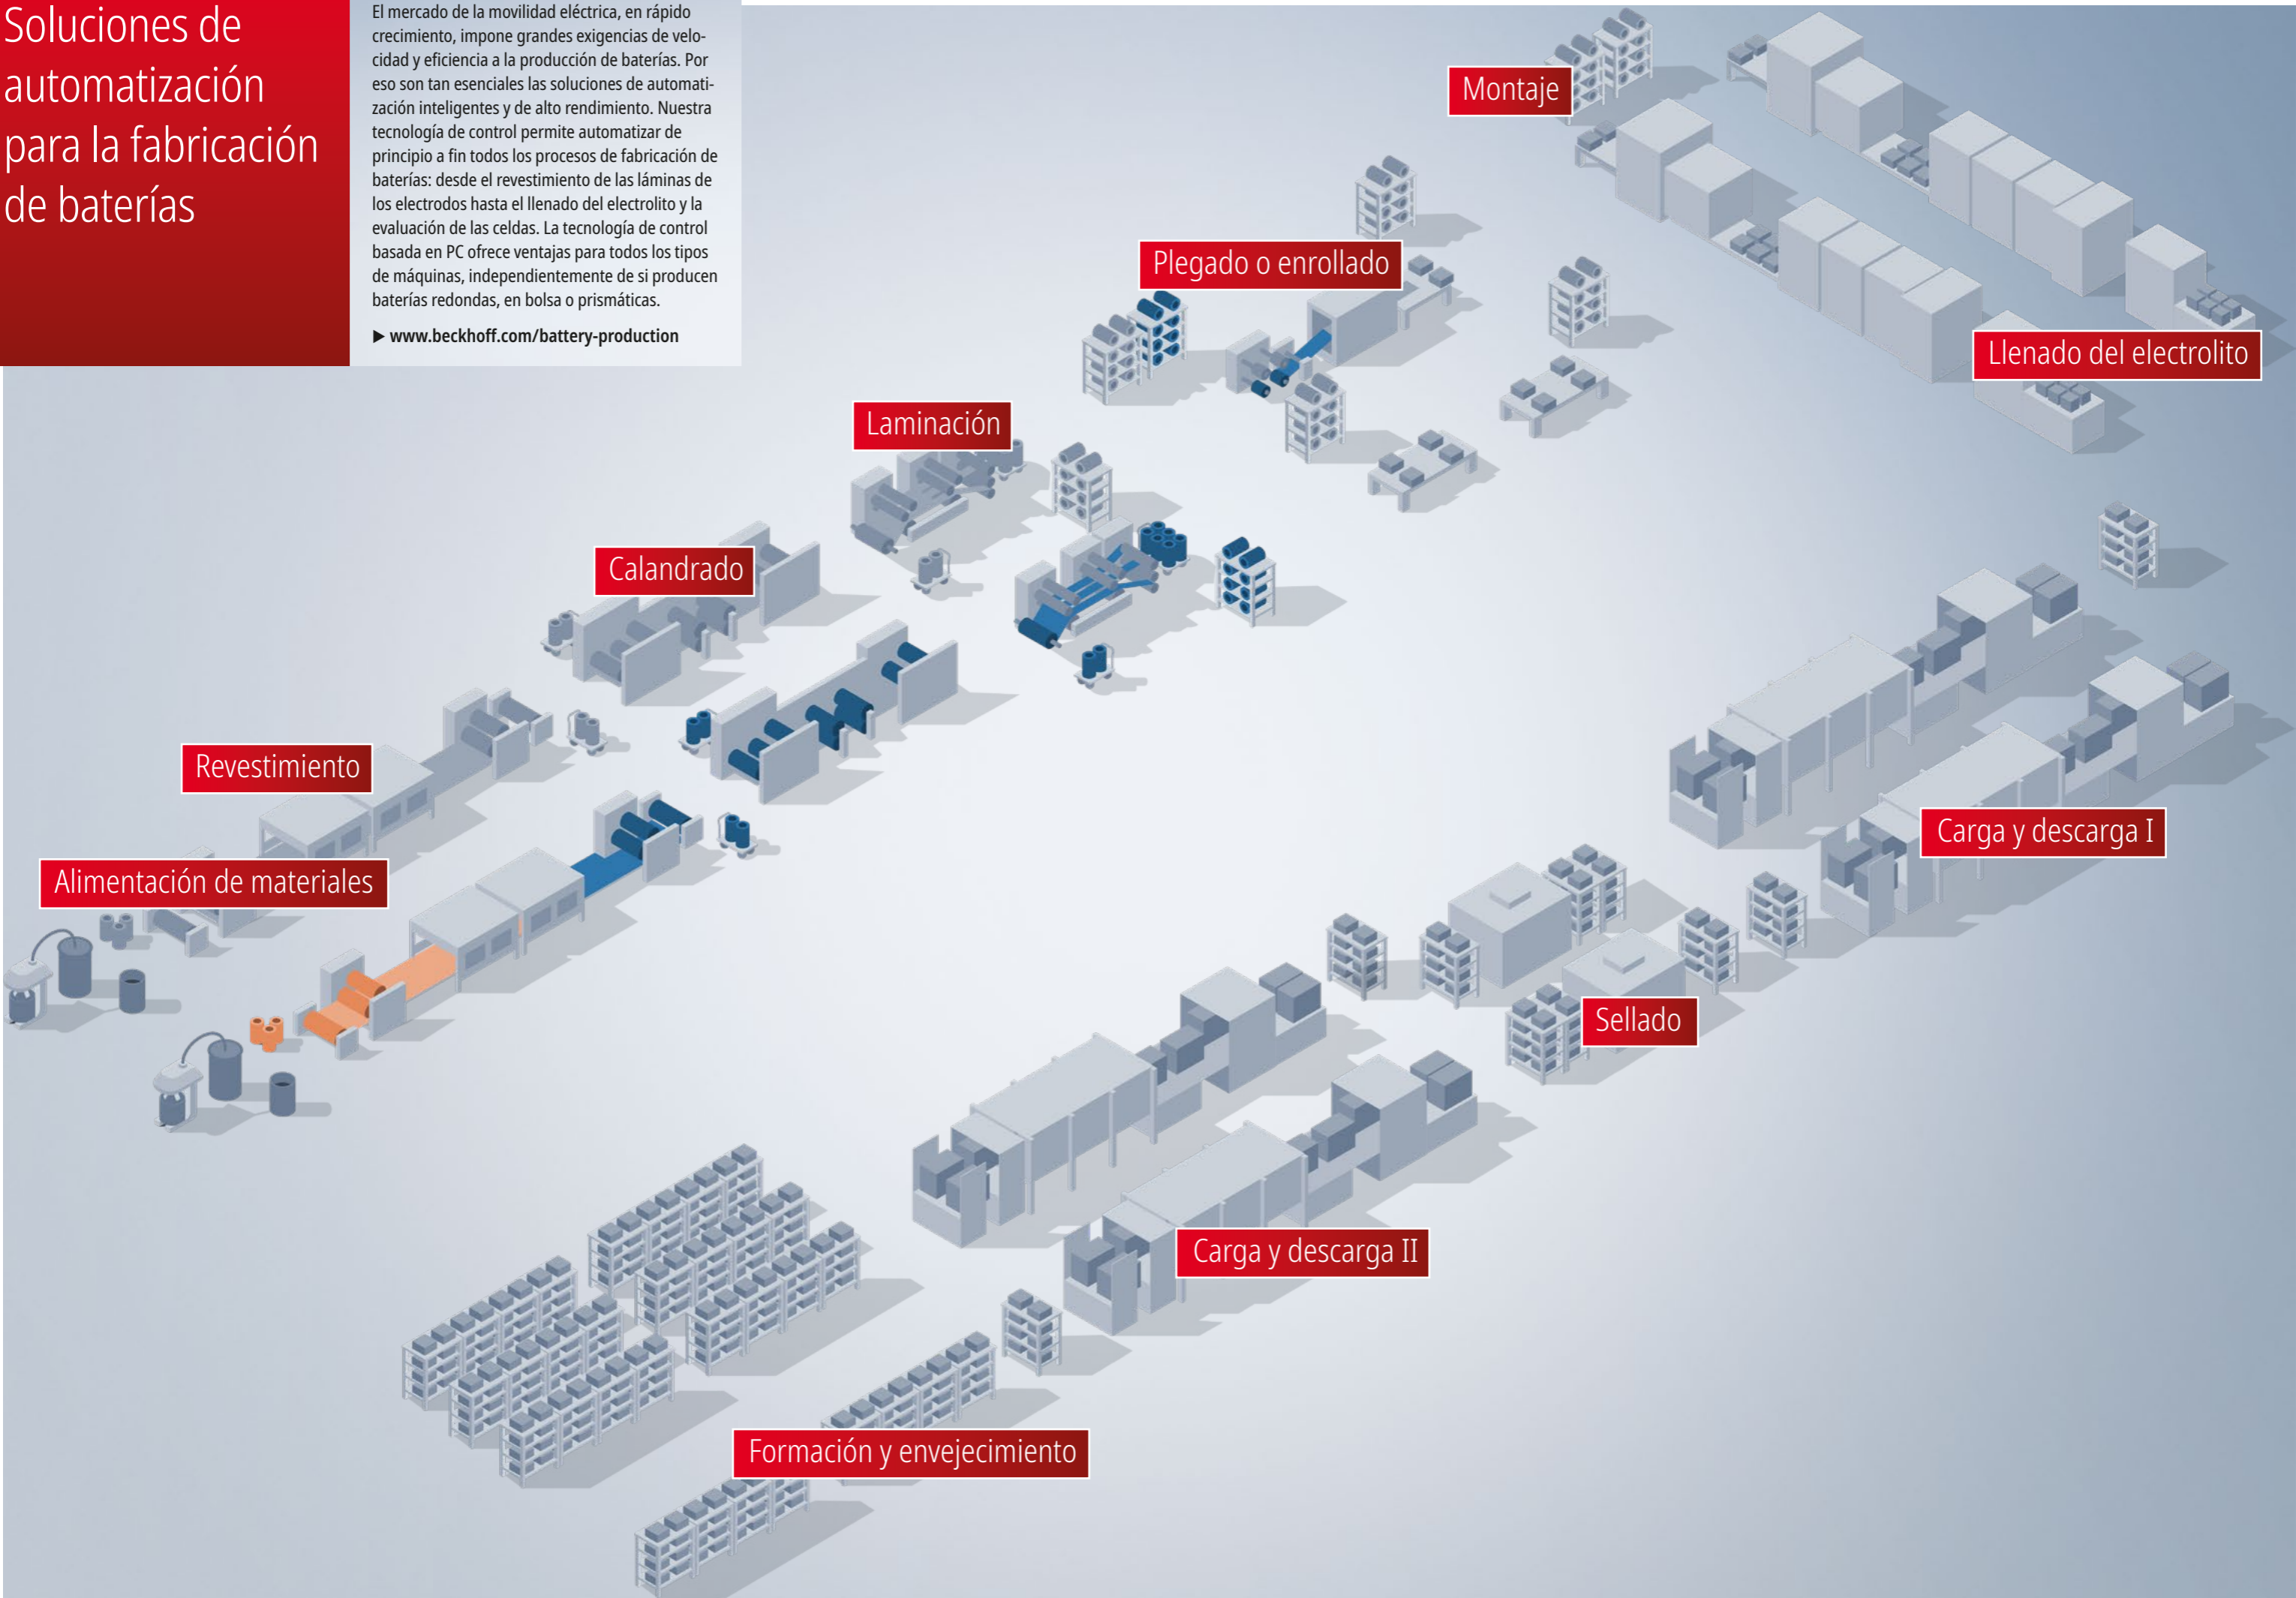 Soluciones de
automatización
para la fabricación
de baterías
El mercado de la movilidad eléctrica, en rápido
crecimiento, impone grandes exigencias de velo-
cidad y eficiencia a la producción de baterías. Por
eso son tan esenciales las soluciones de automati-
zación inteligentes y de alto rendimiento. Nuestra
tecnología de control permite automatizar de
principio a fin todos los procesos de fabricación de
baterías: desde el revestimiento de las láminas de
los electrodos hasta el llenado del electrolito y la
evaluación de las celdas. La tecnología de control
basada en PC ofrece ventajas para todos los tipos
de máquinas, independientemente de si producen
baterías redondas, en bolsa o prismáticas.
▶ www.beckhoff.com/battery-production
Montaje
Plegado o enrollado
Llenado del electrolito
Laminación
Calandrado
Revestimiento
Carga y descarga I
Alimentación de materiales
Sellado
Carga y descarga II
Formación y envejecimiento